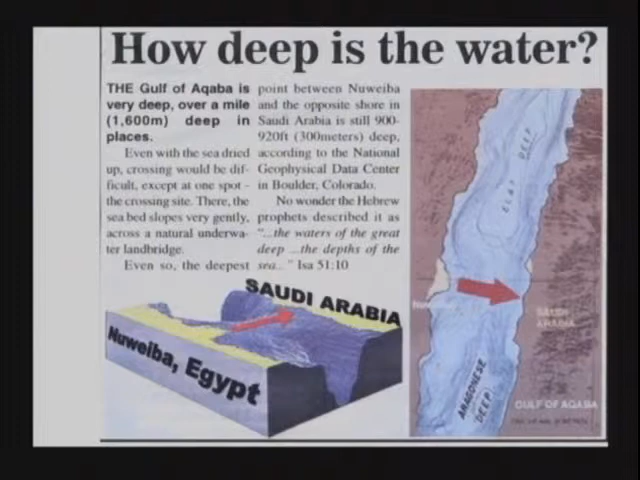 How deep is the water?
THE Gulf of Aqaba is
very deep, over a mile
(1,600m) deep in
places.
Even with the sea dried
up, crossing would be dif-
ficult, except at one spot -
the crossing site. There, the
sea bed slopes very gently,
across a natural underwa-
ter landbridge.
Even so, the deepest
point between Nuweiba
and the opposite shore in
Saudi Arabia is still 900-
920ft (300meters) deep,
according to the National
Geophysical Data Center
in Boulder, Colorado.
No wonder the Hebrew
prophets described it as
"...the waters of the great
deep ...the depths of the
sea.." Isa 51:10
SAUDI ARABIA
Nuweiba, Egypt
DEEP
SAUDI
ARABIA
ARAGONESE
DEEP
GULF OF AQABA